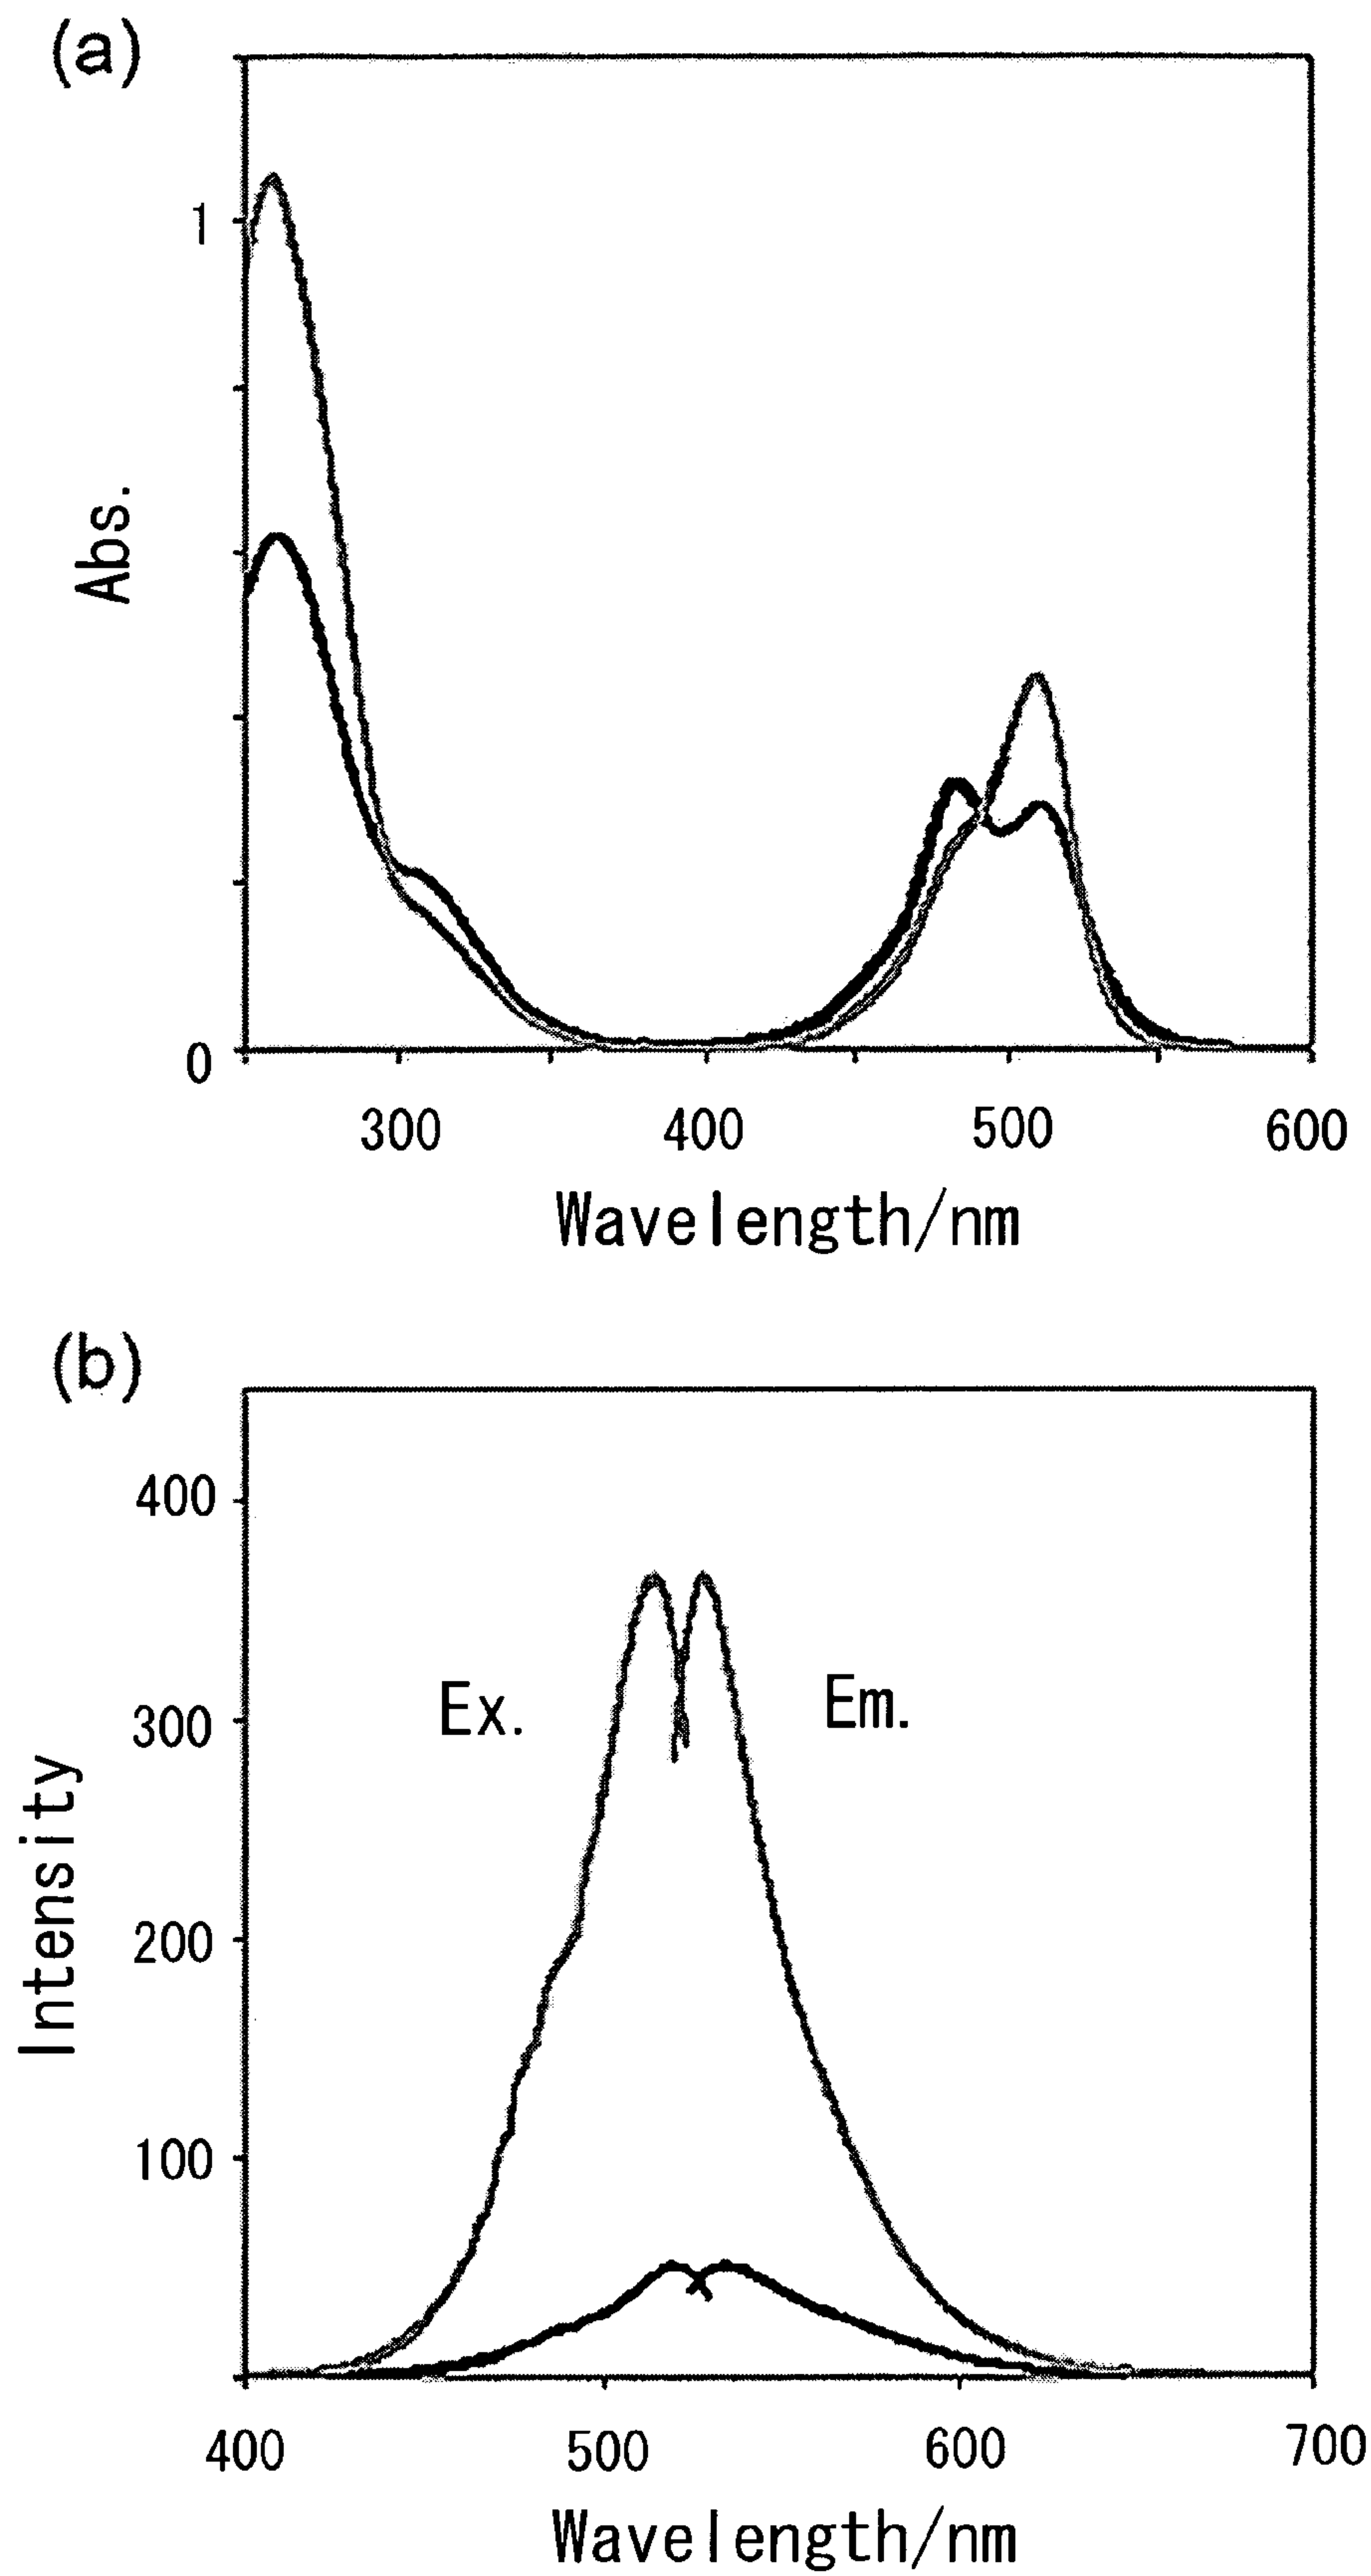 (a)
1
Abs.
0
300 400 500 600
Wavelength/nm
(b)
400
Ex. Em.
300
Intensity
200
100
400 500 600 700
Wavelength/nm